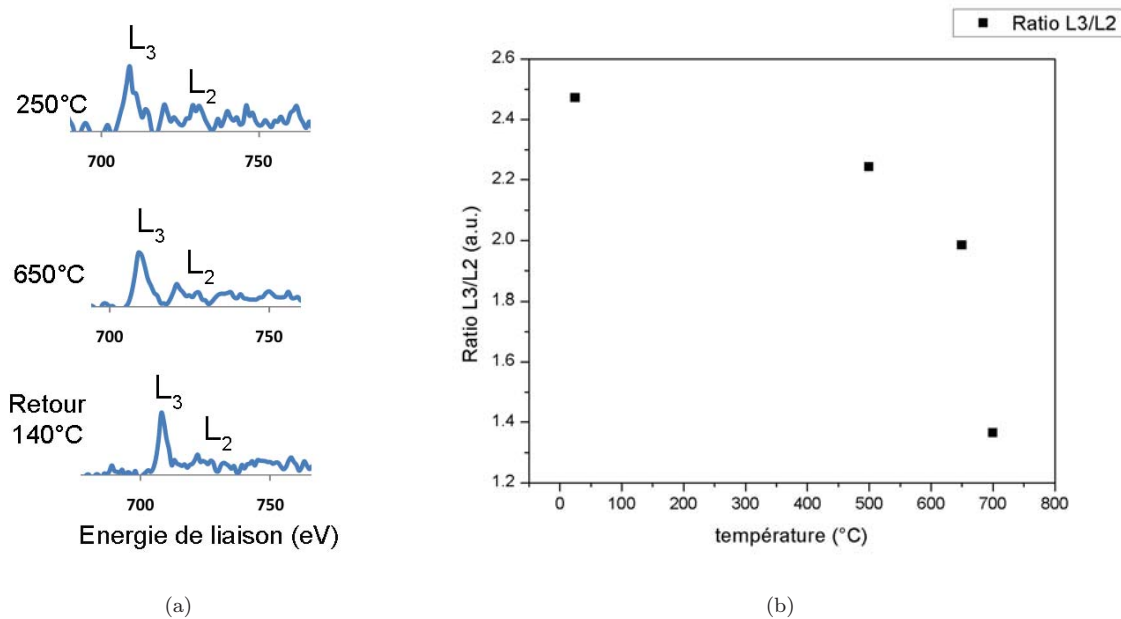 L3
L2
250°C
700
750
L3
L2
650°C
700
750
L3
L2
Retour
140°C
700
750
Energie de liaison (eV)
(a)
Ratio L3/L2
2.6
2.4
2.2
2.0
1.8
1.6
1.4
1.2
Ratio L3/L2 (a.u.)
0
100
200
300
400
500
600
700
800
température (°C)
(b)